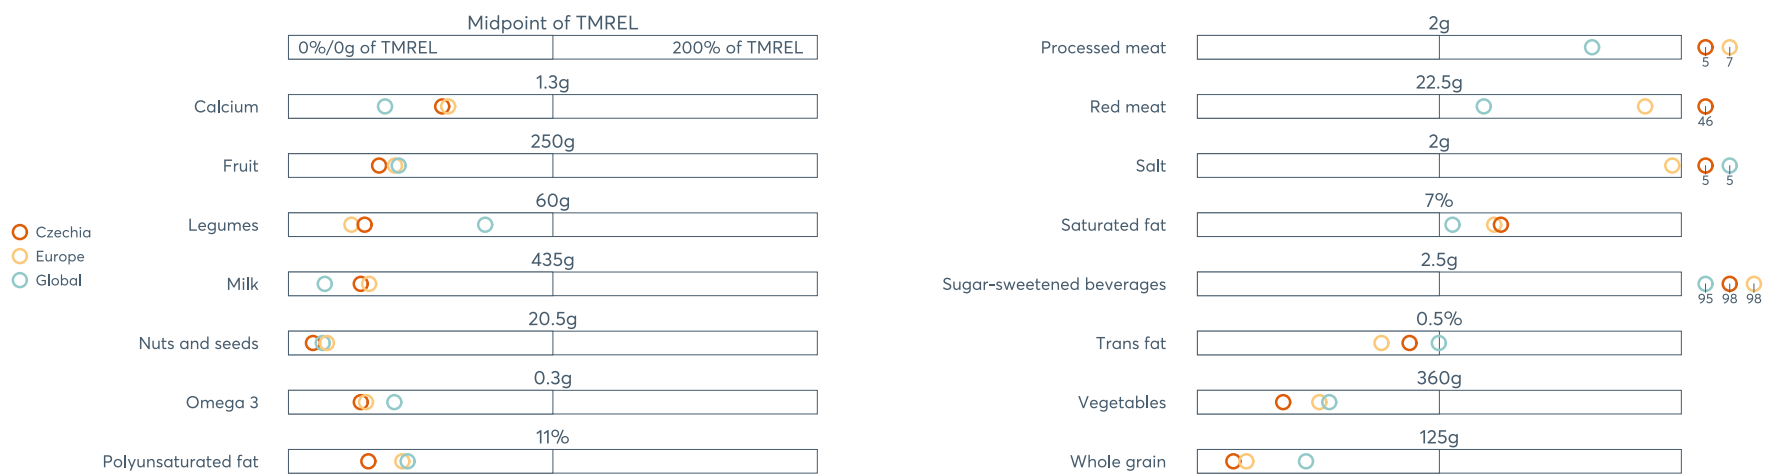 Midpoint of TMREL
0%/0g of TMREL 200% of TMREL
1.3g
Calcium
250g
Fruit
60g
Legumes
435g
Milk
20.5g
Nuts and seeds
0.3g
Omega 3
11%
Polyunsaturated fat
Czechia
Europe
Global
2g
Processed meat
5 7
22.5g
Red meat
46
2g
Salt
5 5
7%
Saturated fat
2.5g
Sugar-sweetened beverages
95 98 98
0.5%
Trans fat
360g
Vegetables
125g
Whole grain